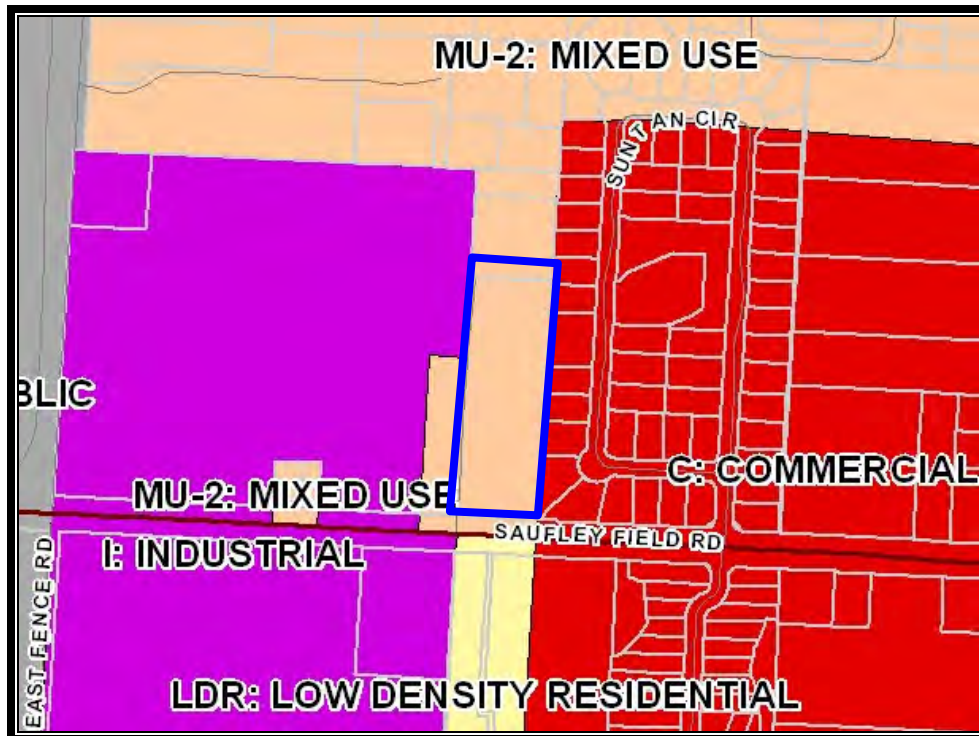 MU-2: MIXED USE
SUNTAN CIR
BLIC
C: COMMERCIAL
MU-2: MIXED USE
SAUFLEY FIELD RD
I: INDUSTRIAL
EAST FENCE RD
LDR: LOW DENSITY RESIDENTIAL